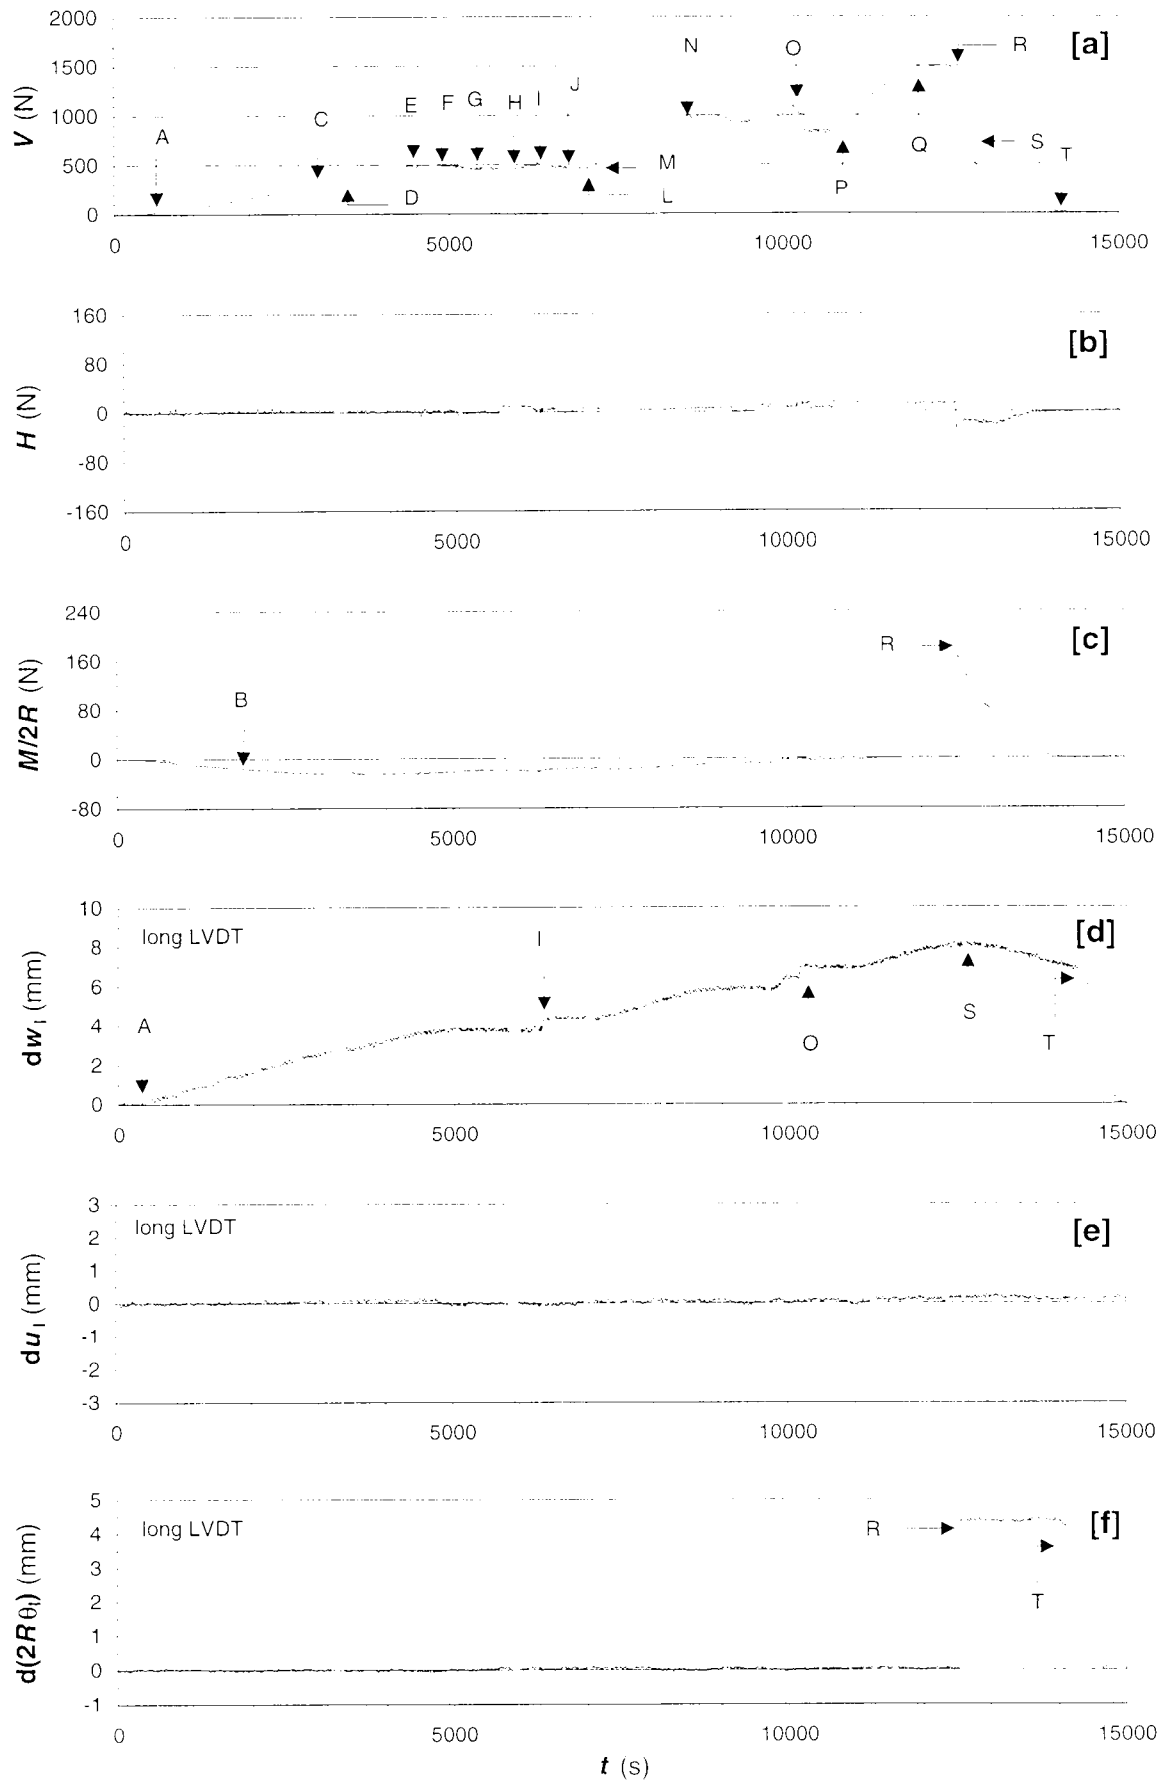 2000
1500
1000
500
0
V (N)
A
C
D
E
F
G
H
I
J
L
M
N
O
P
Q
R
S
T
[a]
0 5000 10000 15000
160
80
0
-80
-160
H (N)
[b]
0 5000 10000 15000
240
160
80
0
-80
M/2R (N)
B
R
[c]
0 5000 10000 15000
10
8
6
4
2
0
dwₗ (mm)
long LVDT
A
I
O
S
T
[d]
0 5000 10000 15000
3
2
1
0
-1
-2
-3
duₗ (mm)
long LVDT
[e]
0 5000 10000 15000
5
4
3
2
1
0
-1
d(2Rθₗ) (mm)
long LVDT
R
T
[f]
0 5000 10000 15000
t (s)